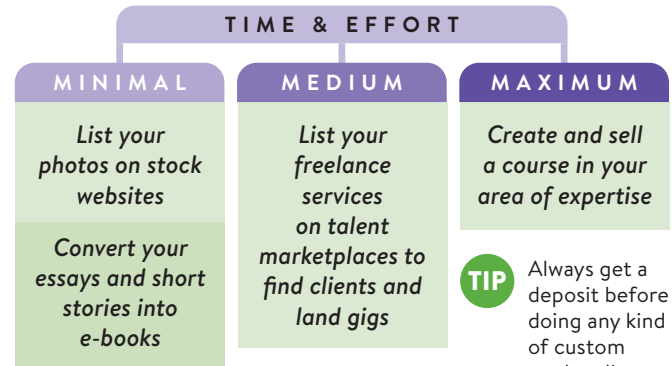 TIME & EFFORT
MINIMAL
List your
photos on stock
websites
Convert your
essays and short
stories into
e-books
MEDIUM
List your
freelance
services
on talent
marketplaces to
find clients and
land gigs
MAXIMUM
Create and sell
a course in your
area of expertise
TIP
Always get a
deposit before
doing any kind
of custom